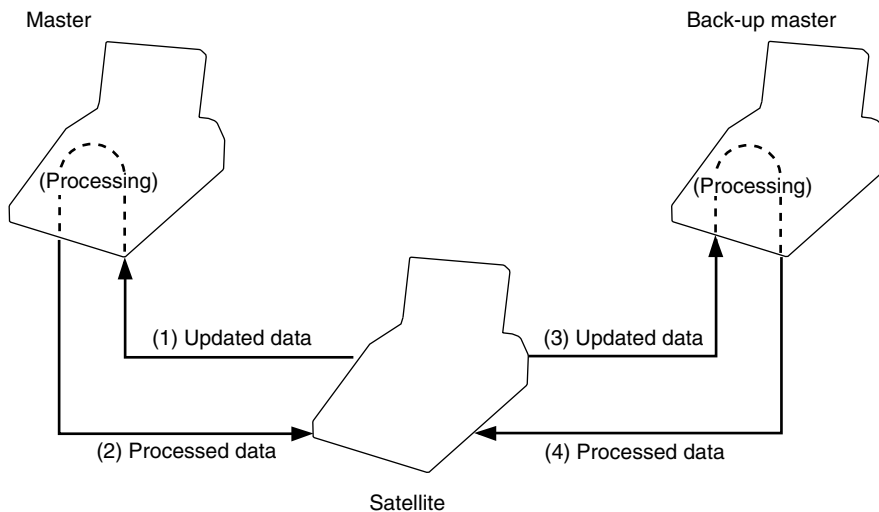 Master
Back-up master
(Processing)
(Processing)
(1) Updated data
(3) Updated data
(2) Processed data
(4) Processed data
Satellite